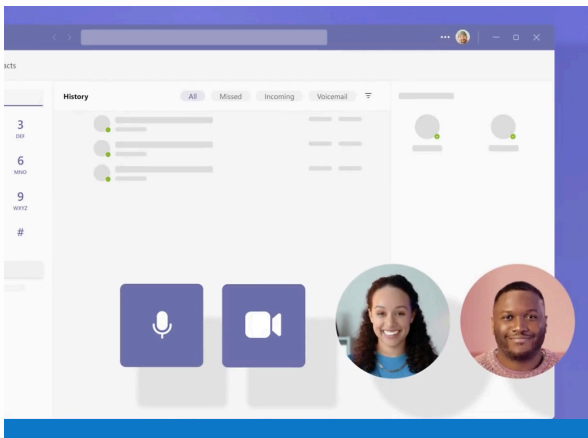 acts
History All Missed Incoming Voicemail
3
DEF
6
MNO
9
WXYZ
#